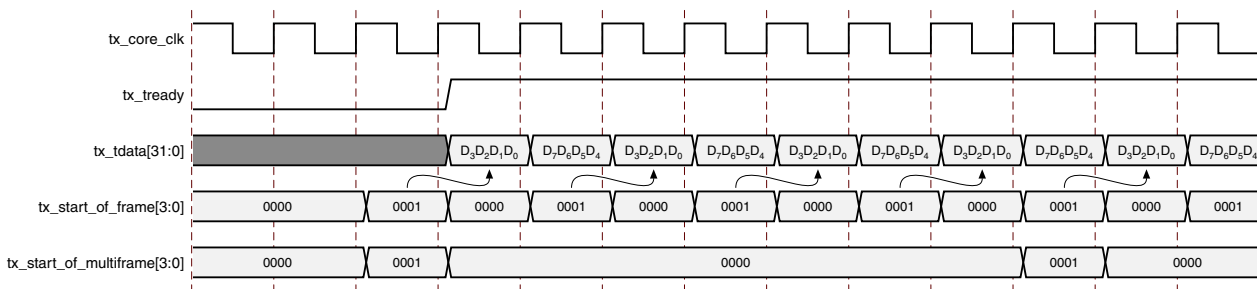 tx_core_clk
tx_tready
tx_tdata[31:0] D3D2D1D0 D7D6D5D4 D3D2D1D0 D7D6D5D4 D3D2D1D0 D7D6D5D4 D3D2D1D0 D7D6D5D4 D3D2D1D0 D7D6D5D4
tx_start_of_frame[3:0] 0000 0001 0000 0001 0000 0001 0000 0001 0000 0001 0000 0001
tx_start_of_multiframe[3:0] 0000 0001 0000 0001 0000